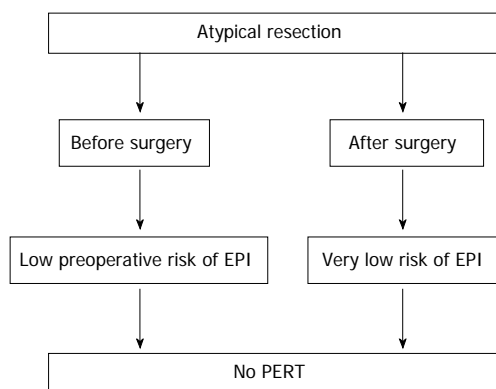 Atypical resection
Before surgery
After surgery
Low preoperative risk of EPI
Very low risk of EPI
No PERT